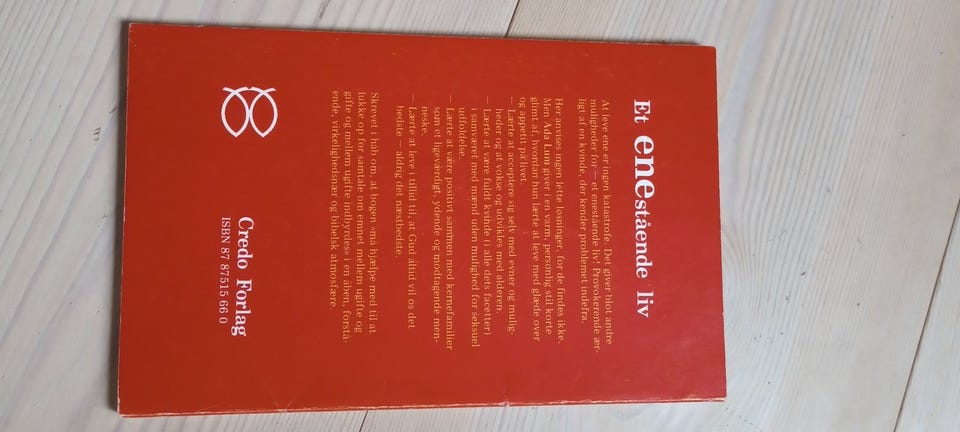 Et enestående liv
At leve ene er ingen katastrofe. Det giver blot andre
muligheder for — et enestående liv! Provokerende ær-
ligt af en kvinde, der kender problemet indefra.
Her anvises ingen lette løsninger, for de findes ikke.
Men Ada Lum giver i en varm, personlig stil korte
glimt af, hvordan hun lærte at leve med glæde over
og appetit på livet.
— Lærte at acceptere sig selv med evner og mulig-
heder og at vokse og udvikles med alderen.
— Lærte at være fuldt kvinde (i alle dets facetter)
i samværet med mænd uden mulighed for seksuel
udfoldelse.
— Lærte at være positivt sammen med kernefamilier
som et ligeværdigt, ydende og modtagende men-
neske.
— Lærte at leve i tillid til, at Gud altid vil os det
bedste — aldrig det næstbedste.
Skrevet i håb om, at bogen »må hjælpe med til at
lukke op for samtale om emnet mellem ugifte og
gifte og mellem ugifte indbyrdes« i en åben, forstå-
ende, virkelighedsnær og bibelsk atmosfære.
Credo Forlag
ISBN 87 87515 66 0